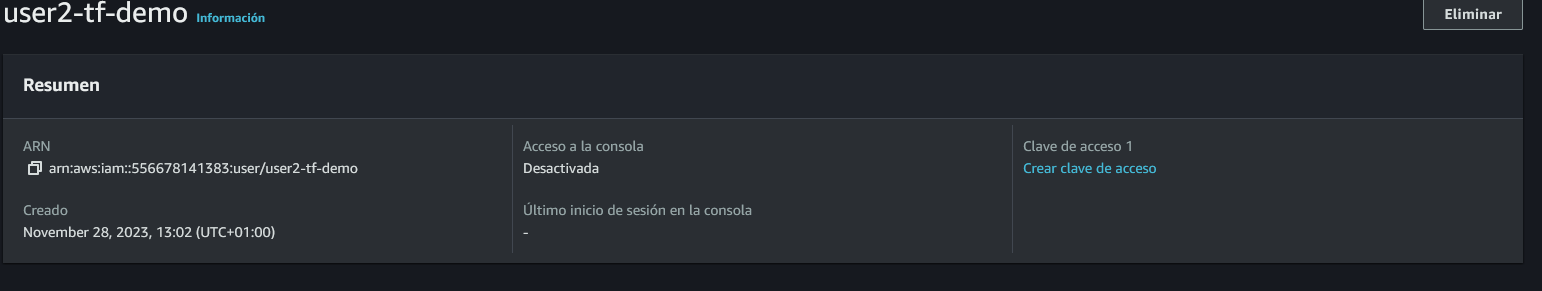 user2-tf-demo Información
Eliminar
Resumen
ARN
arn:aws:iam::556678141383:user/user2-tf-demo
Creado
November 28, 2023, 13:02 (UTC+01:00)
Acceso a la consola
Desactivada
Último inicio de sesión en la consola
-
Clave de acceso 1
Crear clave de acceso